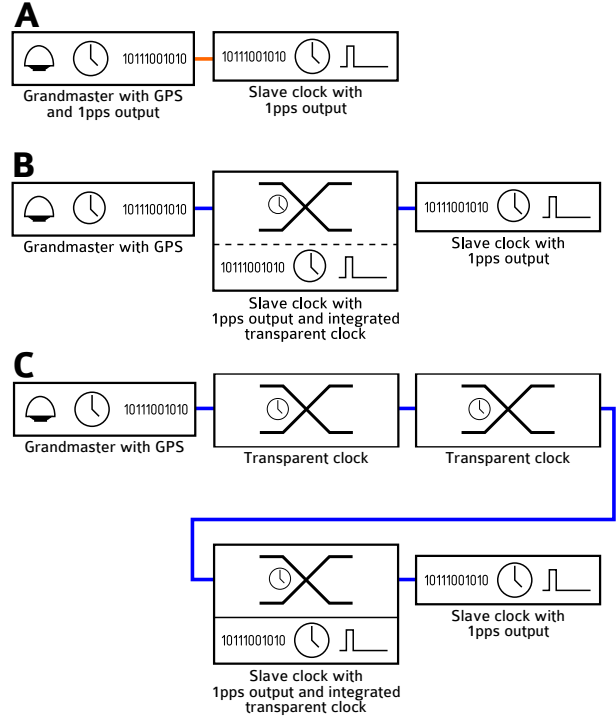 A
10111001010
10111001010
Grandmaster with GPS
and 1pps output
Slave clock with
1pps output
B
10111001010
10111001010
Grandmaster with GPS
10111001010
Slave clock with
1pps output
Slave clock with
1pps output and integrated
transparent clock
C
10111001010
Grandmaster with GPS
Transparent clock
Transparent clock
10111001010
10111001010
Slave clock with
1pps output
Slave clock with
1pps output and integrated
transparent clock